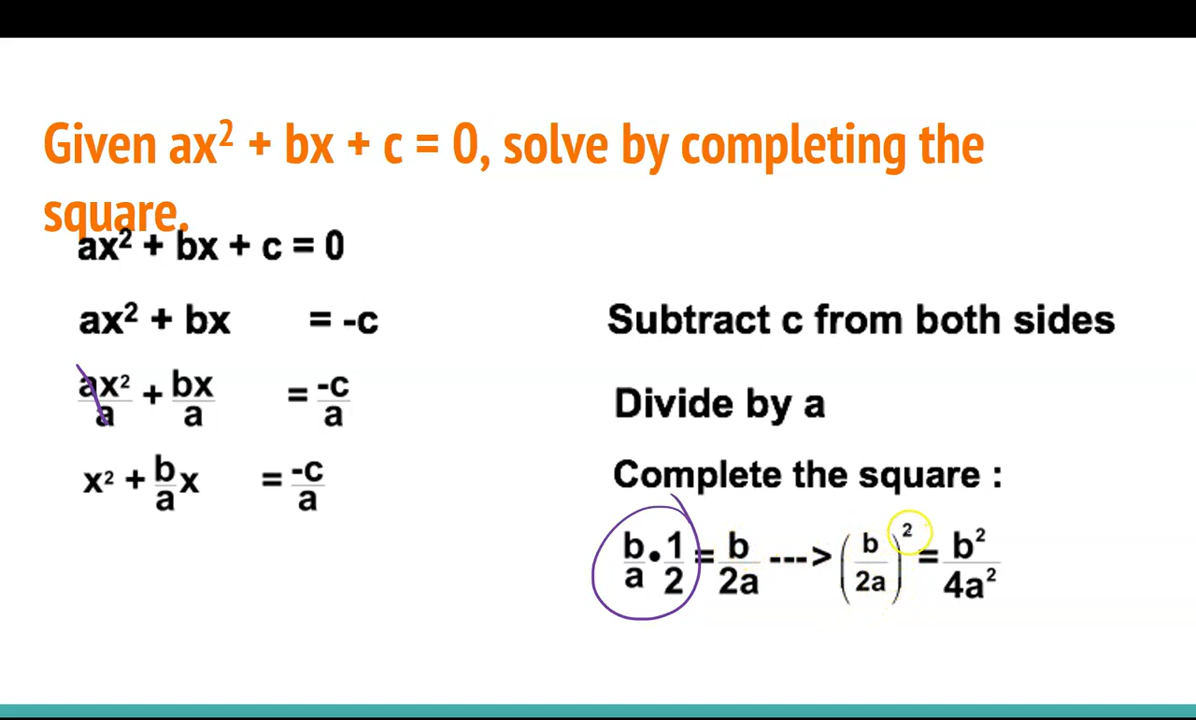 Given ax² + bx + c = 0, solve by completing the
square.
ax² + bx + c = 0
ax² + bx = -c
Subtract c from both sides
ax²/a + bx/a = -c/a
Divide by a
x² + b/a x = -c/a
Complete the square :
b/a • 1/2 = b/2a ---> (b/2a)² = b²/4a²